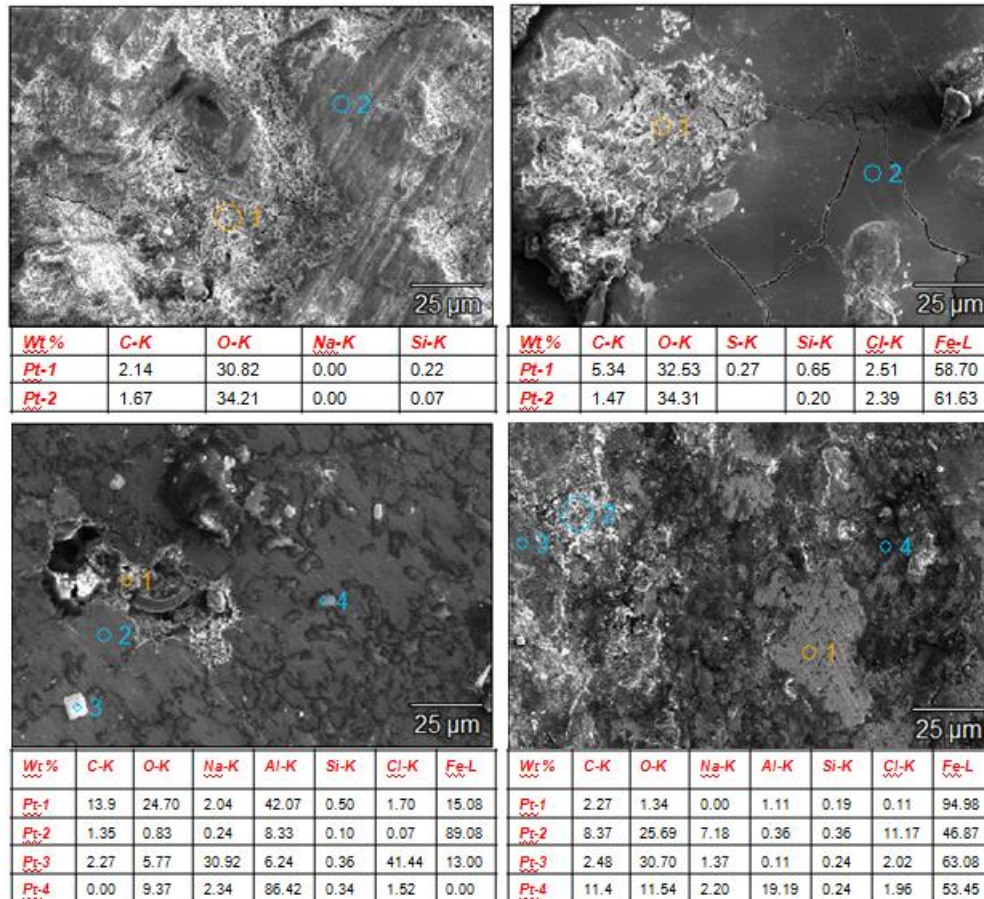 1
2
25 µm
1
2
25 µm
Wt % C-K O-K Na-K Si-K
Pt-1 2.14 30.82 0.00 0.22
Pt-2 1.67 34.21 0.00 0.07
Wt % C-K O-K S-K Si-K Cl-K Fe-L
Pt-1 5.34 32.53 0.27 0.65 2.51 58.70
Pt-2 1.47 34.31 0.20 2.39 61.63
1
2
3
4
25 µm
2
3
4
1
25 µm
Wt % C-K O-K Na-K Al-K Si-K Cl-K Fe-L
Pt-1 13.9 24.70 2.04 42.07 0.50 1.70 15.08
Pt-2 1.35 0.83 0.24 8.33 0.10 0.07 89.08
Pt-3 2.27 5.77 30.92 6.24 0.36 41.44 13.00
Pt-4 0.00 9.37 2.34 86.42 0.34 1.52 0.00
Wt % C-K O-K Na-K Al-K Si-K Cl-K Fe-L
Pt-1 2.27 1.34 0.00 1.11 0.19 0.11 94.98
Pt-2 8.37 25.69 7.18 0.36 0.36 11.17 46.87
Pt-3 2.48 30.70 1.37 0.11 0.24 2.02 63.08
Pt-4 11.4 11.54 2.20 19.19 0.24 1.96 53.45